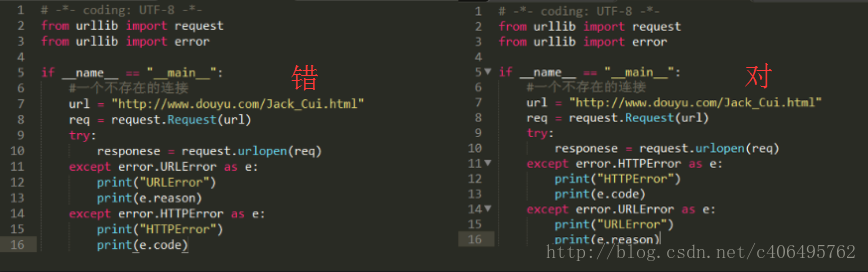 1 # -*- coding: UTF-8 -*-
2 from urllib import request
3 from urllib import error
4
5 if __name__ == "__main__":
错
6 #一个不存在的连接
7 url = "http://www.douyu.com/Jack_Cui.html"
8 req = request.Request(url)
9 try:
10 responese = request.urlopen(req)
11 except error.URLError as e:
12 print("URLError")
13 print(e.reason)
14 except error.HTTPError as e:
15 print("HTTPError")
16 print(e.code)
1 # -*- coding: UTF-8 -*-
2 from urllib import request
3 from urllib import error
4
5 if __name__ == "__main__":
对
6 #一个不存在的连接
7 url = "http://www.douyu.com/Jack_Cui.html"
8 req = request.Request(url)
9 try:
10 responese = request.urlopen(req)
11 except error.HTTPError as e:
12 print("HTTPError")
13 print(e.code)
14 except error.URLError as e:
15 print("URLError")
16 print(e.reason)
http://blog.csdn.net/c406495762